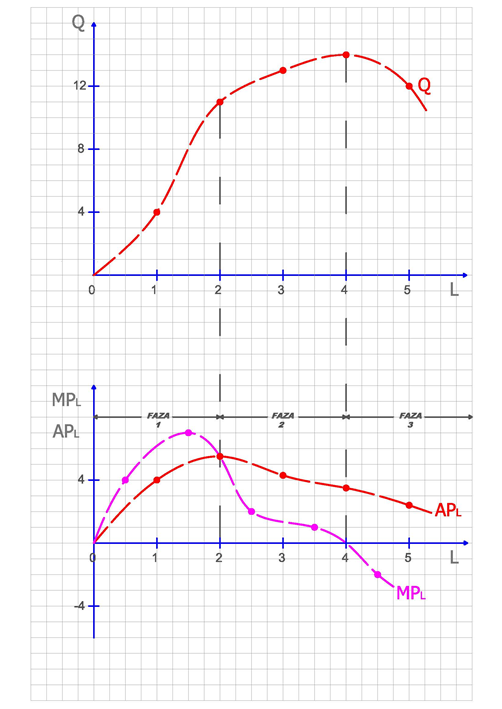 Q
12
Q
8
4
0 1 2 3 4 5 L
MPL
APL
FAZA 1
FAZA 2
FAZA 3
4
APL
0 1 2 3 4 5 L
MPL
-4